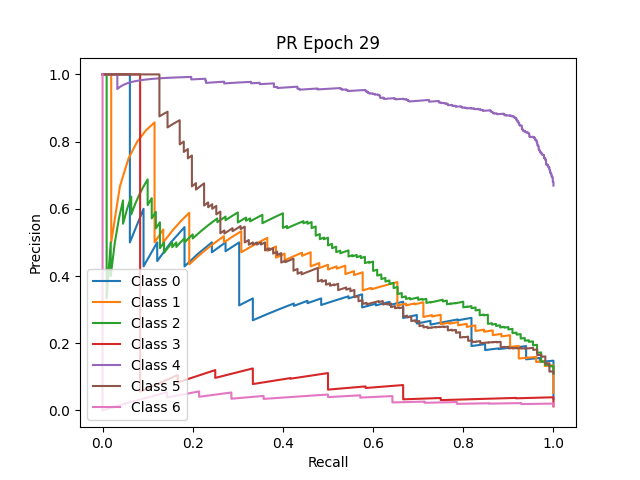 PR Epoch 29
1.0
0.8
0.6
0.4
0.2
0.0
Precision
Class 0
Class 1
Class 2
Class 3
Class 4
Class 5
Class 6
0.0 0.2 0.4 0.6 0.8 1.0
Recall